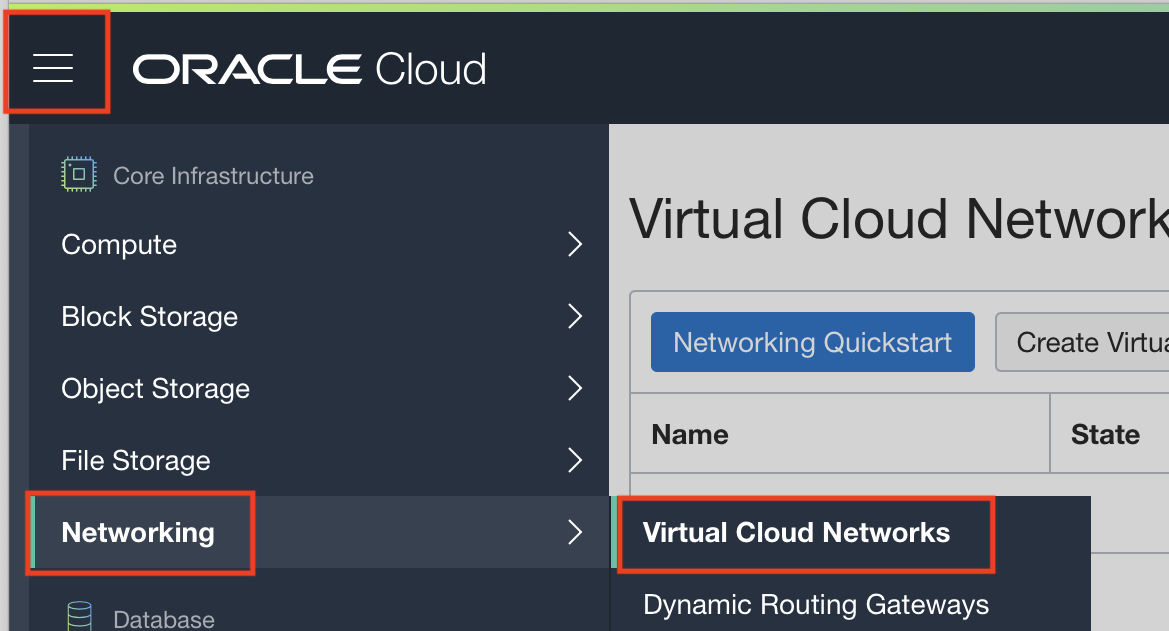 ORACLE Cloud
Core Infrastructure
Compute
Block Storage
Object Storage
File Storage
Networking
Database
Virtual Cloud Network
Networking Quickstart
Create Virtua
Name
State
Virtual Cloud Networks
Dynamic Routing Gateways